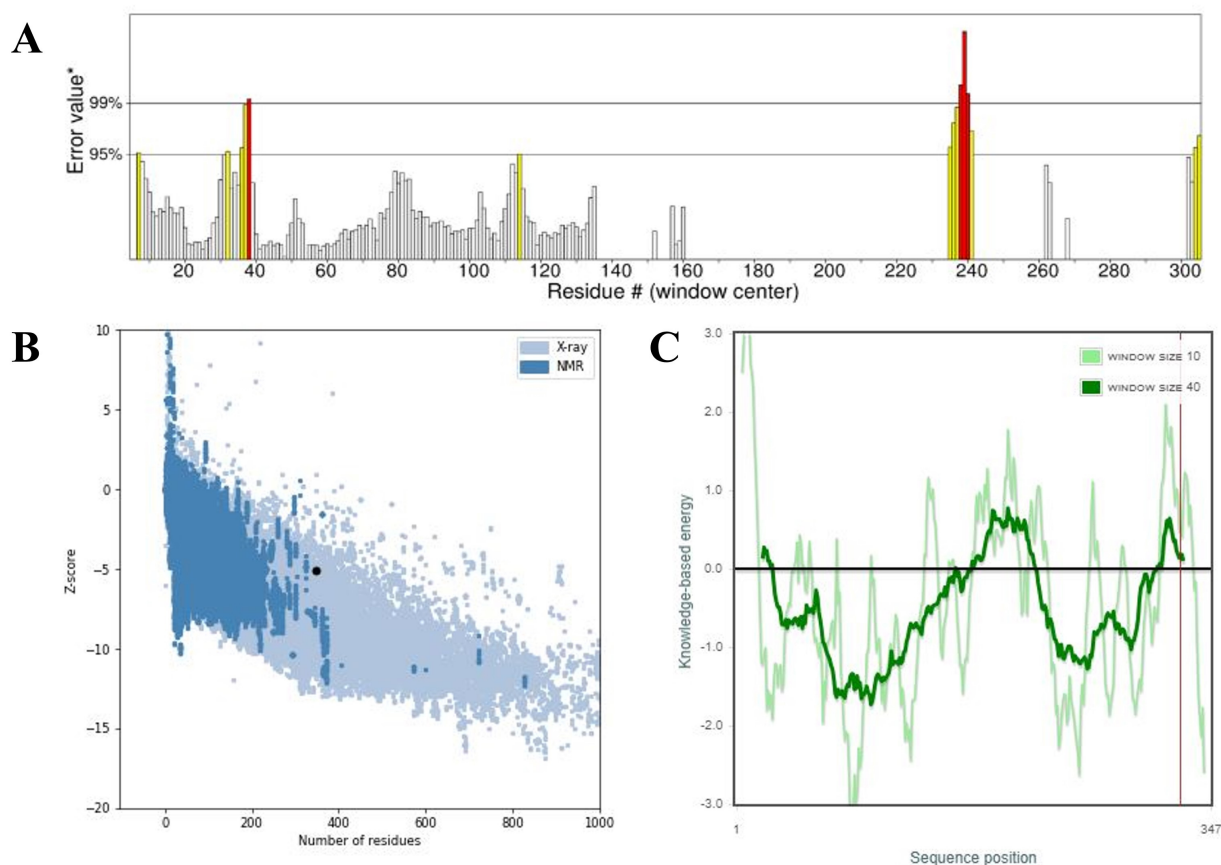 A
Error value*
99%
95%
20 40 60 80 100 120 140 160 180 200 220 240 260 280 300
Residue # (window center)
B
Z-score
10
5
0
−5
−10
−15
−20
X-ray
NMR
0 200 400 600 800 1000
Number of residues
C
Knowledge-based energy
3.0
2.0
1.0
0.0
-1.0
-2.0
-3.0
WINDOW SIZE 10
WINDOW SIZE 40
1 347
Sequence position